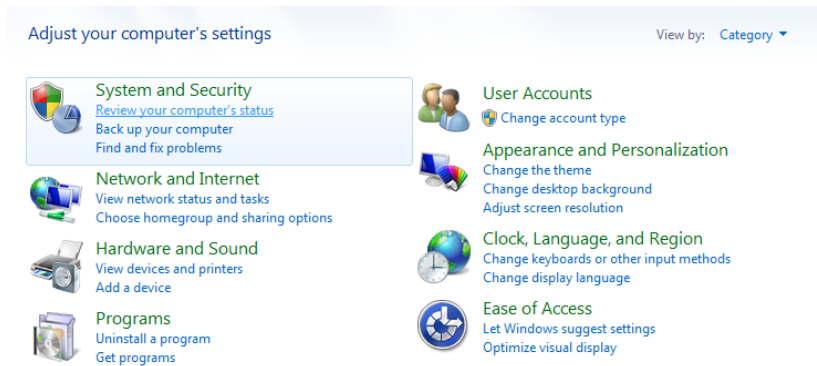 Adjust your computer's settings
View by: Category
System and Security
Review your computer's status
Back up your computer
Find and fix problems
Network and Internet
View network status and tasks
Choose homegroup and sharing options
Hardware and Sound
View devices and printers
Add a device
Programs
Uninstall a program
Get programs
User Accounts
Change account type
Appearance and Personalization
Change the theme
Change desktop background
Adjust screen resolution
Clock, Language, and Region
Change keyboards or other input methods
Change display language
Ease of Access
Let Windows suggest settings
Optimize visual display